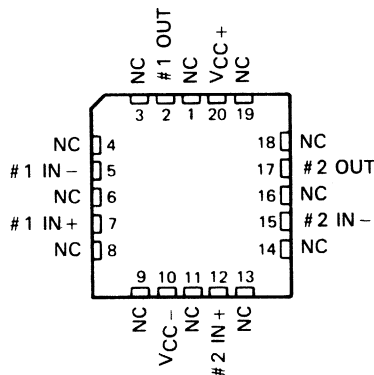 NC
#1 OUT
NC
VCC+
NC
3 2 1 20 19
NC 4
#1 IN−
5
NC 6
#1 IN+
7
NC 8
18 NC
17 #2 OUT
16 NC
15 #2 IN−
14 NC
9 10 11 12 13
NC
VCC−
NC
#2 IN+
NC